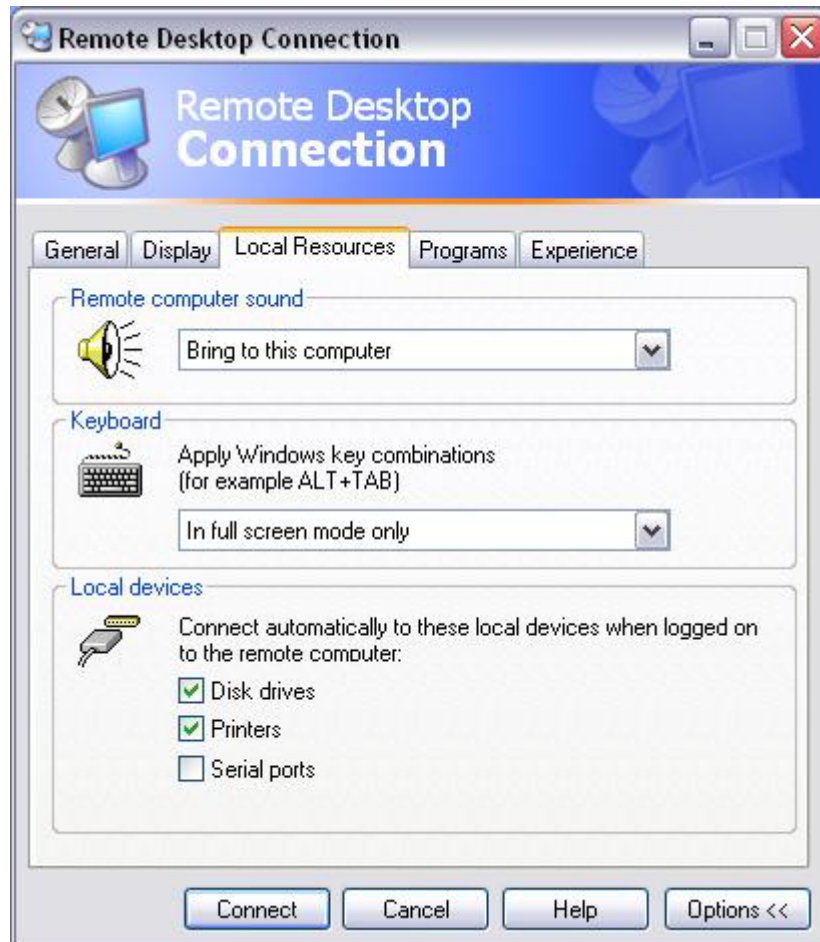 Remote Desktop Connection
Remote Desktop
Connection
General Display Local Resources Programs Experience
Remote computer sound
Bring to this computer
Keyboard
Apply Windows key combinations
(for example ALT+TAB)
In full screen mode only
Local devices
Connect automatically to these local devices when logged on
to the remote computer:
Disk drives
Printers
Serial ports
Connect Cancel Help Options <<